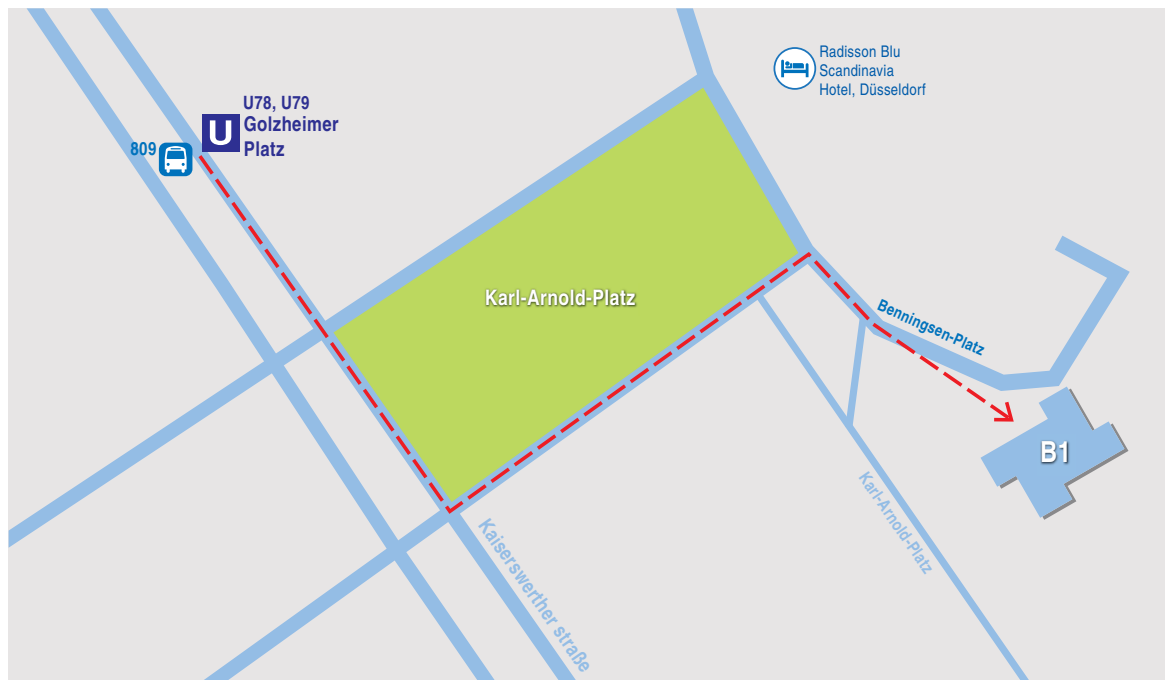 Radisson Blu
Scandinavia
Hotel, Düsseldorf
U78, U79
U
Golzheimer
Platz
809
Karl-Arnold-Platz
Benningsen-Platz
B1
Karl-Arnold-Platz
Kaiserswerther straße